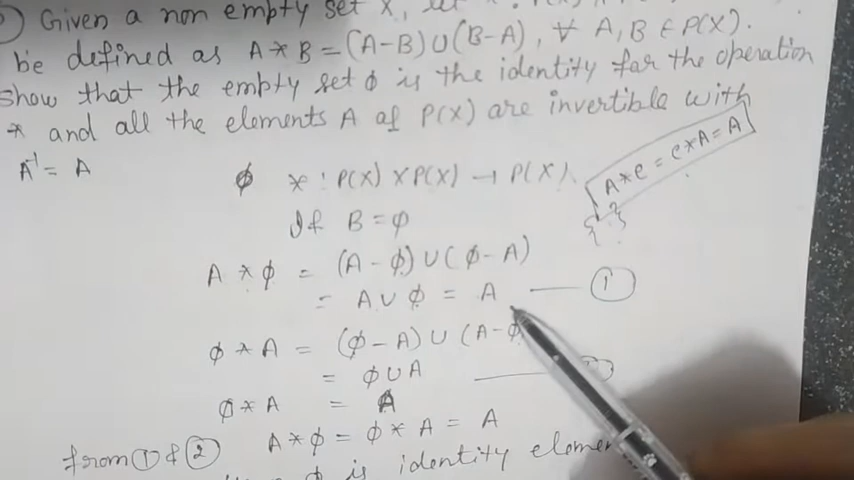 Given a non empty set X,
be defined as A * B = (A-B)∪(B-A), ∀ A,B ∈ P(X).
show that the empty set ϕ is the identity for the operation
* and all the elements A of P(X) are invertible with
A⁻¹ = A
ϕ * : P(X) × P(X) → P(X).
A*e = e*A = A
If B = ϕ
{ }
A * ϕ = (A - ϕ) ∪ (ϕ - A)
= A ∪ ϕ = A — ①
ϕ * A = (ϕ - A) ∪ (A - ϕ
= ϕ ∪ A —
ϕ * A = A
from ① & ② A * ϕ = ϕ * A = A
ϕ is identity elemen